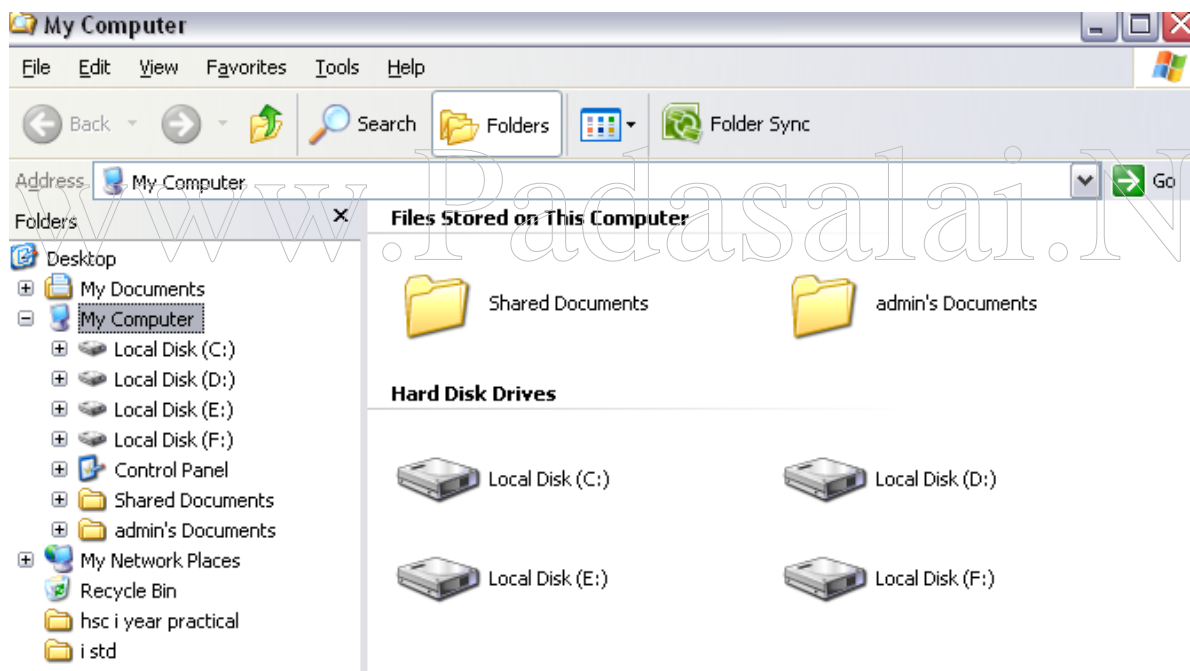 My Computer
File Edit View Favorites Tools Help
Back Search Folders Folder Sync
Address My Computer Go
www.Padasalai.N
Folders
Desktop
My Documents
My Computer
Local Disk (C:)
Local Disk (D:)
Local Disk (E:)
Local Disk (F:)
Control Panel
Shared Documents
admin's Documents
My Network Places
Recycle Bin
hsc i year practical
i std
Files Stored on This Computer
Shared Documents admin's Documents
Hard Disk Drives
Local Disk (C:) Local Disk (D:)
Local Disk (E:) Local Disk (F:)